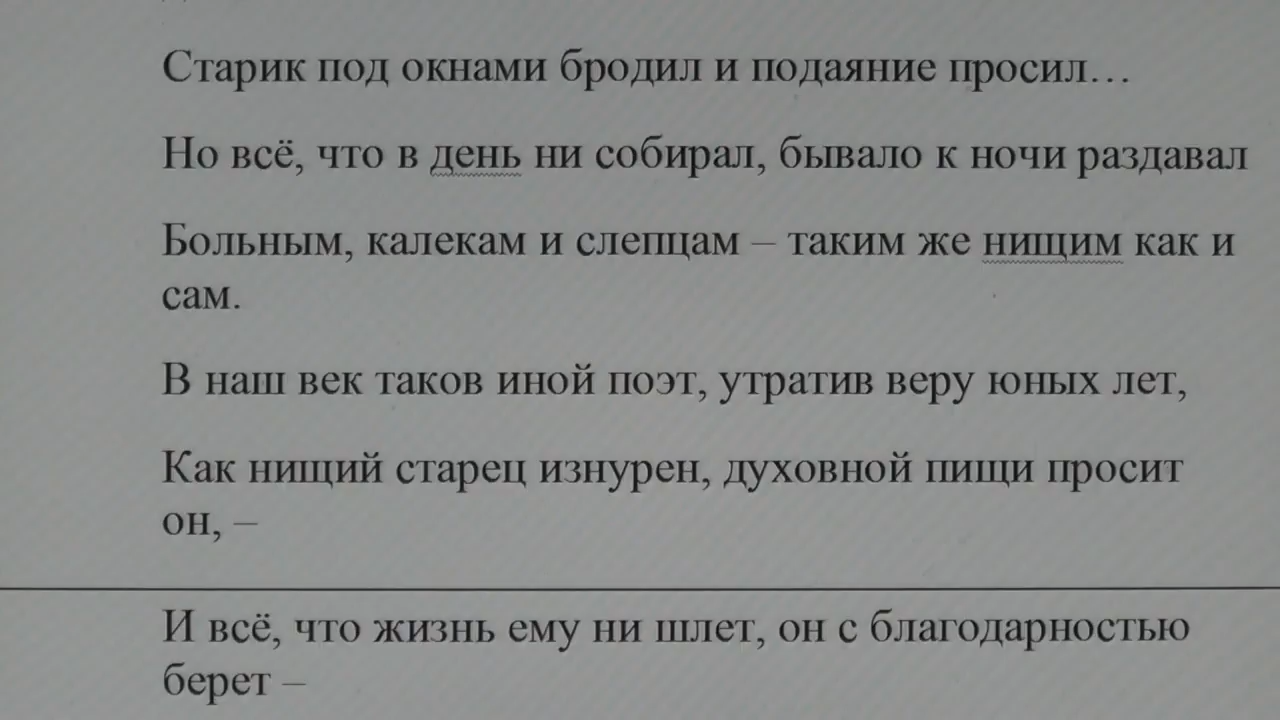 Старик под окнами бродил и подаяние просил…
Но всё, что в день ни собирал, бывало к ночи раздавал
Больным, калекам и слепцам – таким же нищим как и
сам.
В наш век таков иной поэт, утратив веру юных лет,
Как нищий старец изнурен, духовной пищи просит
он, –
И всё, что жизнь ему ни шлет, он с благодарностью
берет –